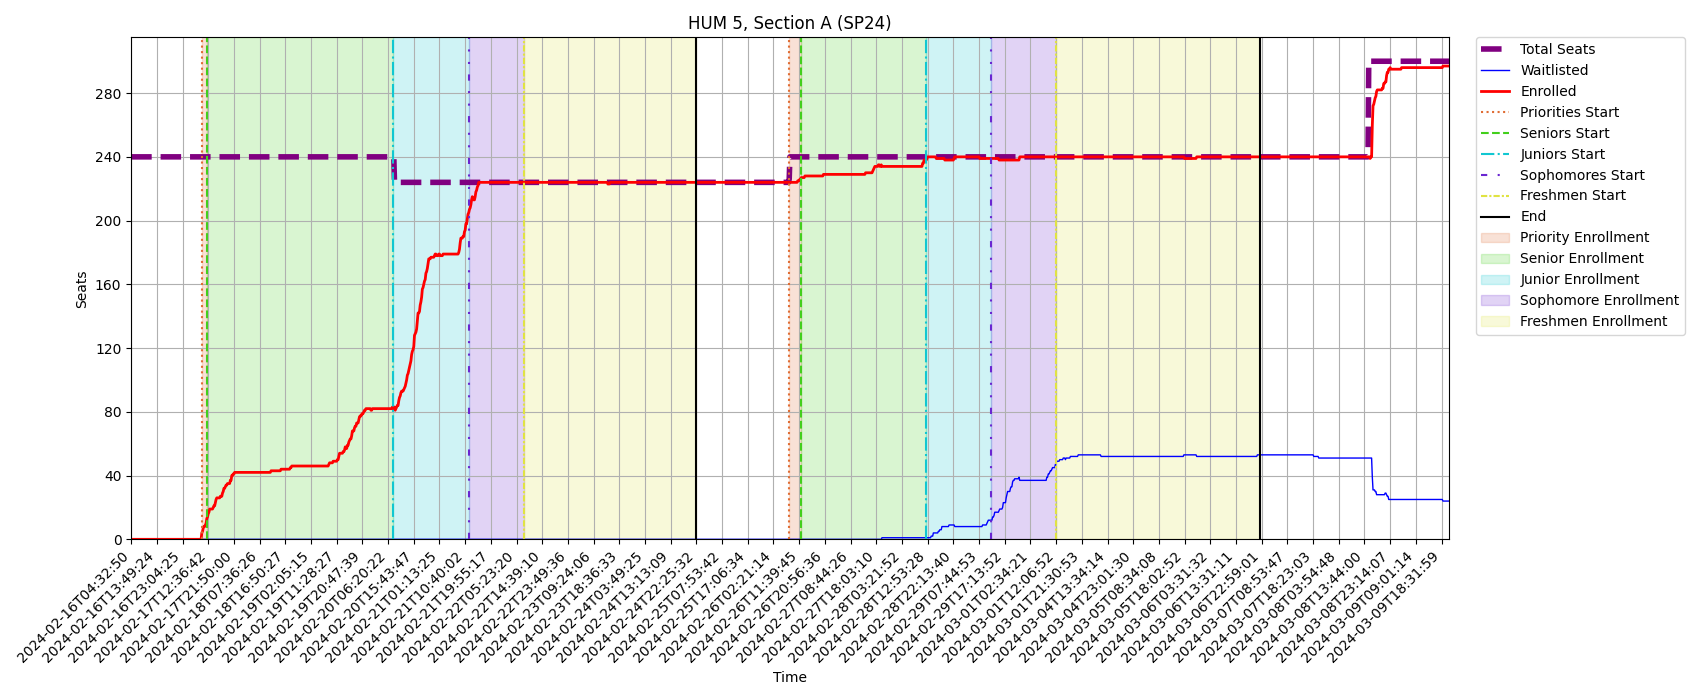 HUM 5, Section A (SP24)
Total Seats
Waitlisted
Enrolled
Priorities Start
Seniors Start
Juniors Start
Sophomores Start
Freshmen Start
End
Priority Enrollment
Senior Enrollment
Junior Enrollment
Sophomore Enrollment
Freshmen Enrollment
Seats
280
240
200
160
120
80
40
0
2024-02-16T04:32:50
2024-02-16T13:49:24
2024-02-16T23:04:25
2024-02-17T12:36:42
2024-02-17T21:50:00
2024-02-18T07:36:26
2024-02-18T16:50:27
2024-02-19T02:05:15
2024-02-19T11:28:27
2024-02-19T20:47:39
2024-02-20T06:20:22
2024-02-20T15:43:47
2024-02-21T01:13:25
2024-02-21T10:40:02
2024-02-21T19:55:17
2024-02-22T05:23:20
2024-02-22T14:39:10
2024-02-22T23:49:36
2024-02-23T09:24:06
2024-02-23T18:36:33
2024-02-24T03:49:25
2024-02-24T13:13:09
2024-02-24T22:25:32
2024-02-25T07:53:42
2024-02-25T17:06:34
2024-02-26T02:21:14
2024-02-26T11:39:45
2024-02-26T20:56:36
2024-02-27T08:44:26
2024-02-27T18:03:10
2024-02-28T03:21:52
2024-02-28T12:53:28
2024-02-28T22:13:40
2024-02-29T07:44:53
2024-02-29T17:13:52
2024-03-01T02:34:21
2024-03-01T12:06:52
2024-03-01T21:30:53
2024-03-04T13:34:14
2024-03-04T23:01:30
2024-03-05T08:34:08
2024-03-05T18:02:52
2024-03-06T03:31:32
2024-03-06T13:31:11
2024-03-06T22:59:01
2024-03-07T08:53:47
2024-03-07T18:23:03
2024-03-08T03:54:48
2024-03-08T13:44:00
2024-03-08T23:14:07
2024-03-09T09:01:14
2024-03-09T18:31:59
Time